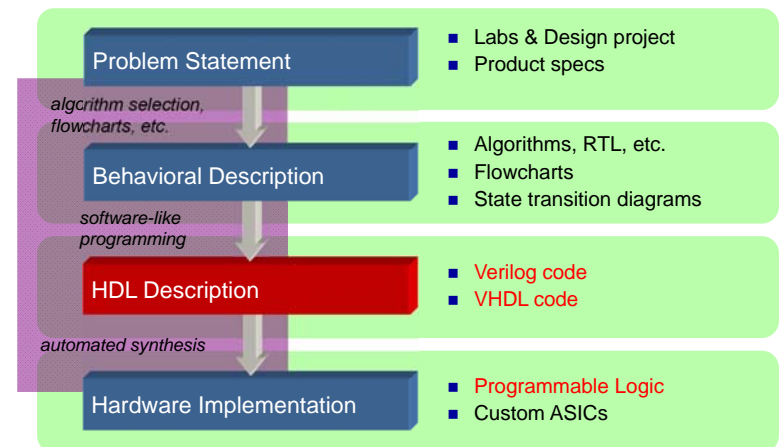 Problem Statement
Labs & Design project
Product specs
algorithm selection,
flowcharts, etc.
Behavioral Description
Algorithms, RTL, etc.
Flowcharts
State transition diagrams
software-like
programming
HDL Description
Verilog code
VHDL code
automated synthesis
Hardware Implementation
Programmable Logic
Custom ASICs